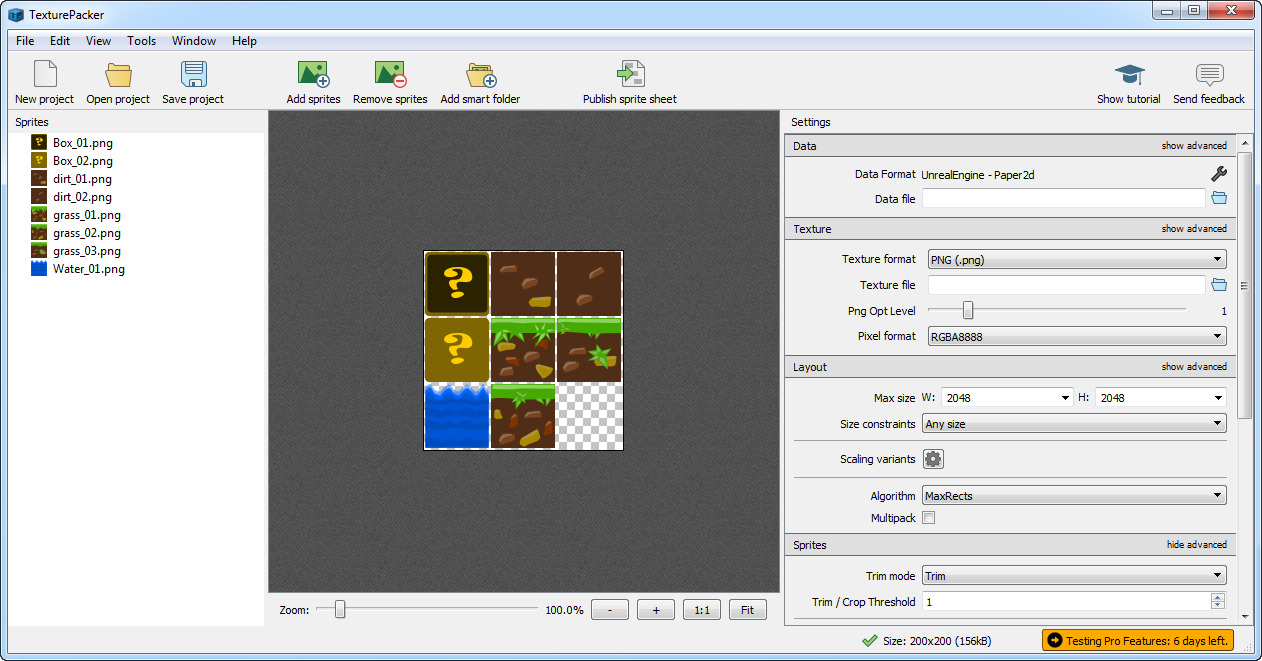 TexturePacker
File Edit View Tools Window Help
New project Open project Save project Add sprites Remove sprites Add smart folder Publish sprite sheet Show tutorial Send feedback
Sprites
Box_01.png
Box_02.png
dirt_01.png
dirt_02.png
grass_01.png
grass_02.png
grass_03.png
Water_01.png
?
?
Zoom: 100.0% - + 1:1 Fit
Settings
Data show advanced
Data Format UnrealEngine - Paper2d
Data file
Texture show advanced
Texture format PNG (.png)
Texture file
Png Opt Level 1
Pixel format RGBA8888
Layout show advanced
Max size W: 2048 H: 2048
Size constraints Any size
Scaling variants
Algorithm MaxRects
Multipack
Sprites hide advanced
Trim mode Trim
Trim / Crop Threshold 1
Size: 200x200 (156kB)
Testing Pro Features: 6 days left.